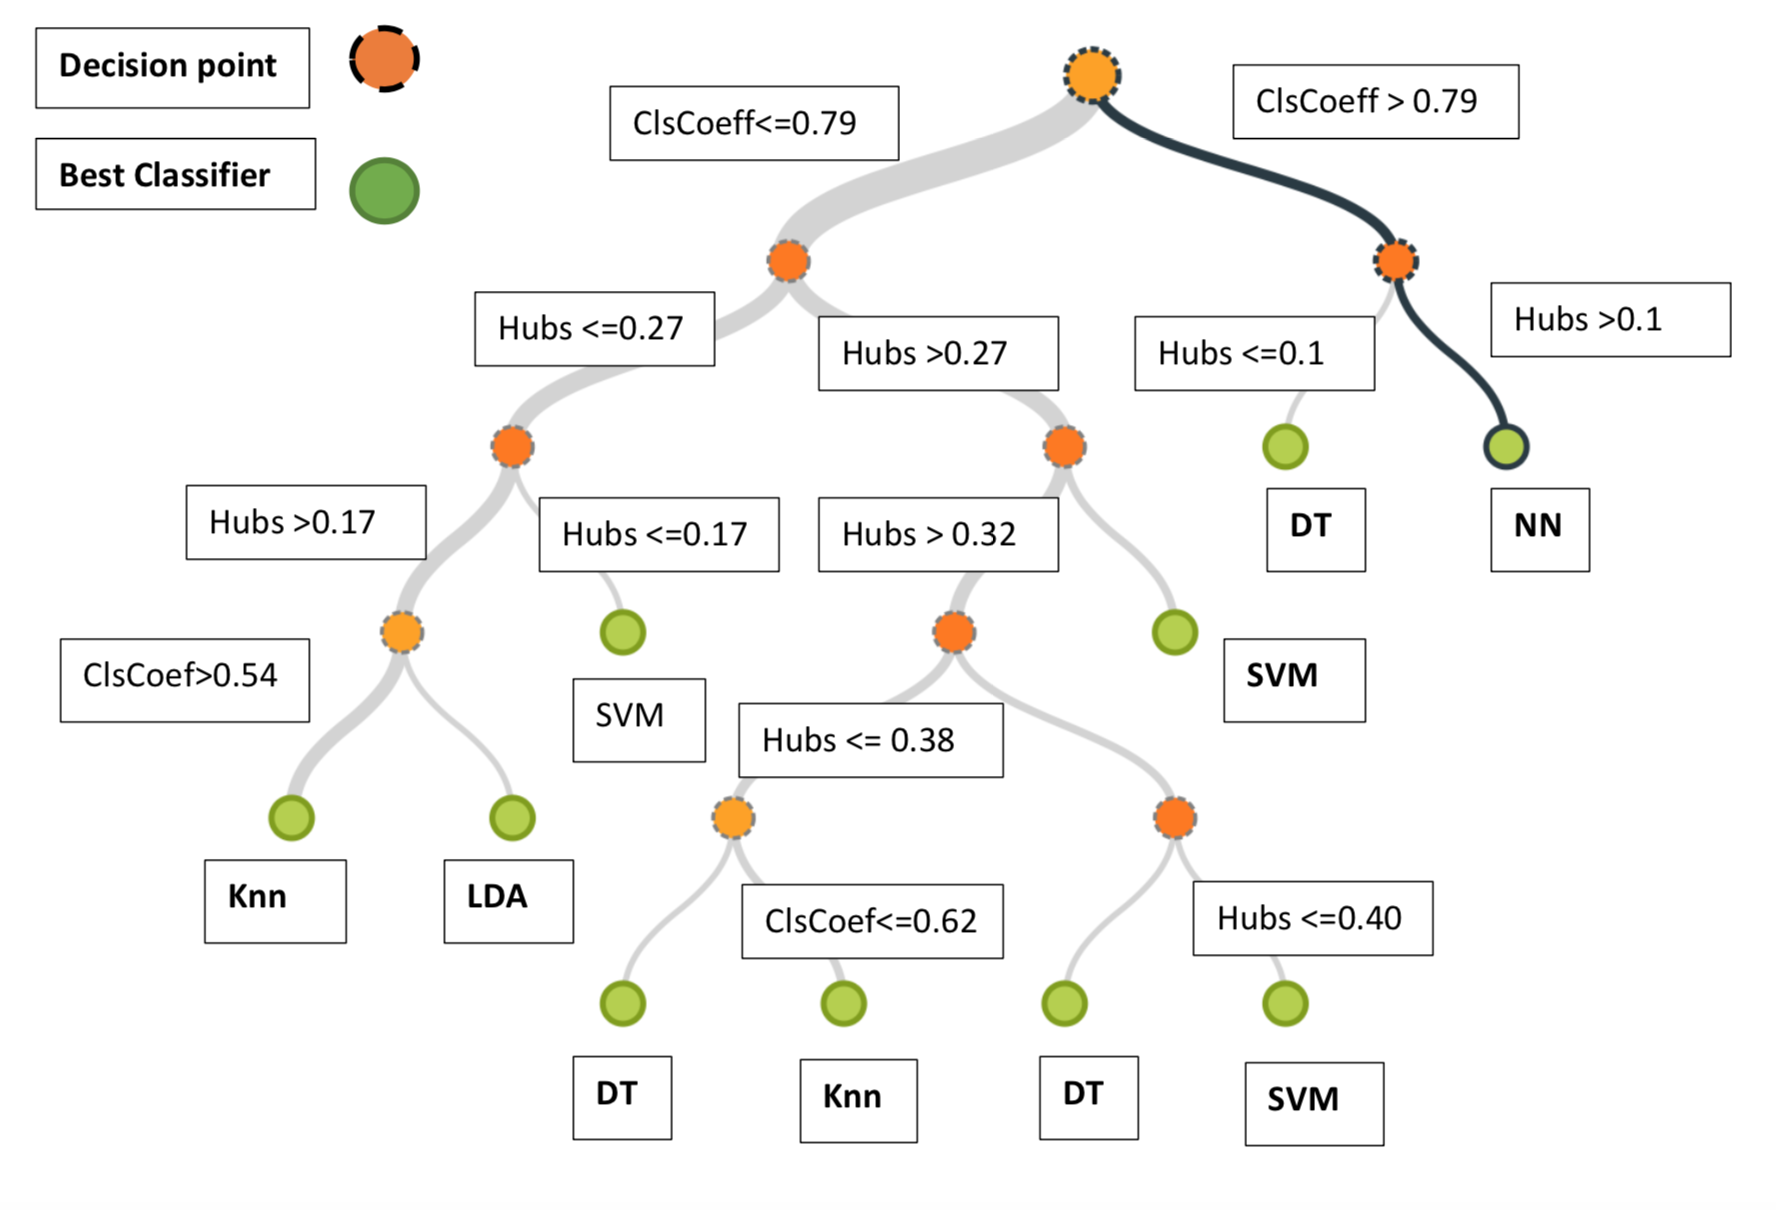 Decision point
Best Classifier
ClsCoeff<=0.79
ClsCoeff > 0.79
Hubs <=0.27
Hubs >0.27
Hubs <=0.1
Hubs >0.1
Hubs >0.17
Hubs <=0.17
Hubs > 0.32
DT
NN
ClsCoef>0.54
SVM
Hubs <= 0.38
SVM
Knn
LDA
ClsCoef<=0.62
Hubs <=0.40
DT
Knn
DT
SVM